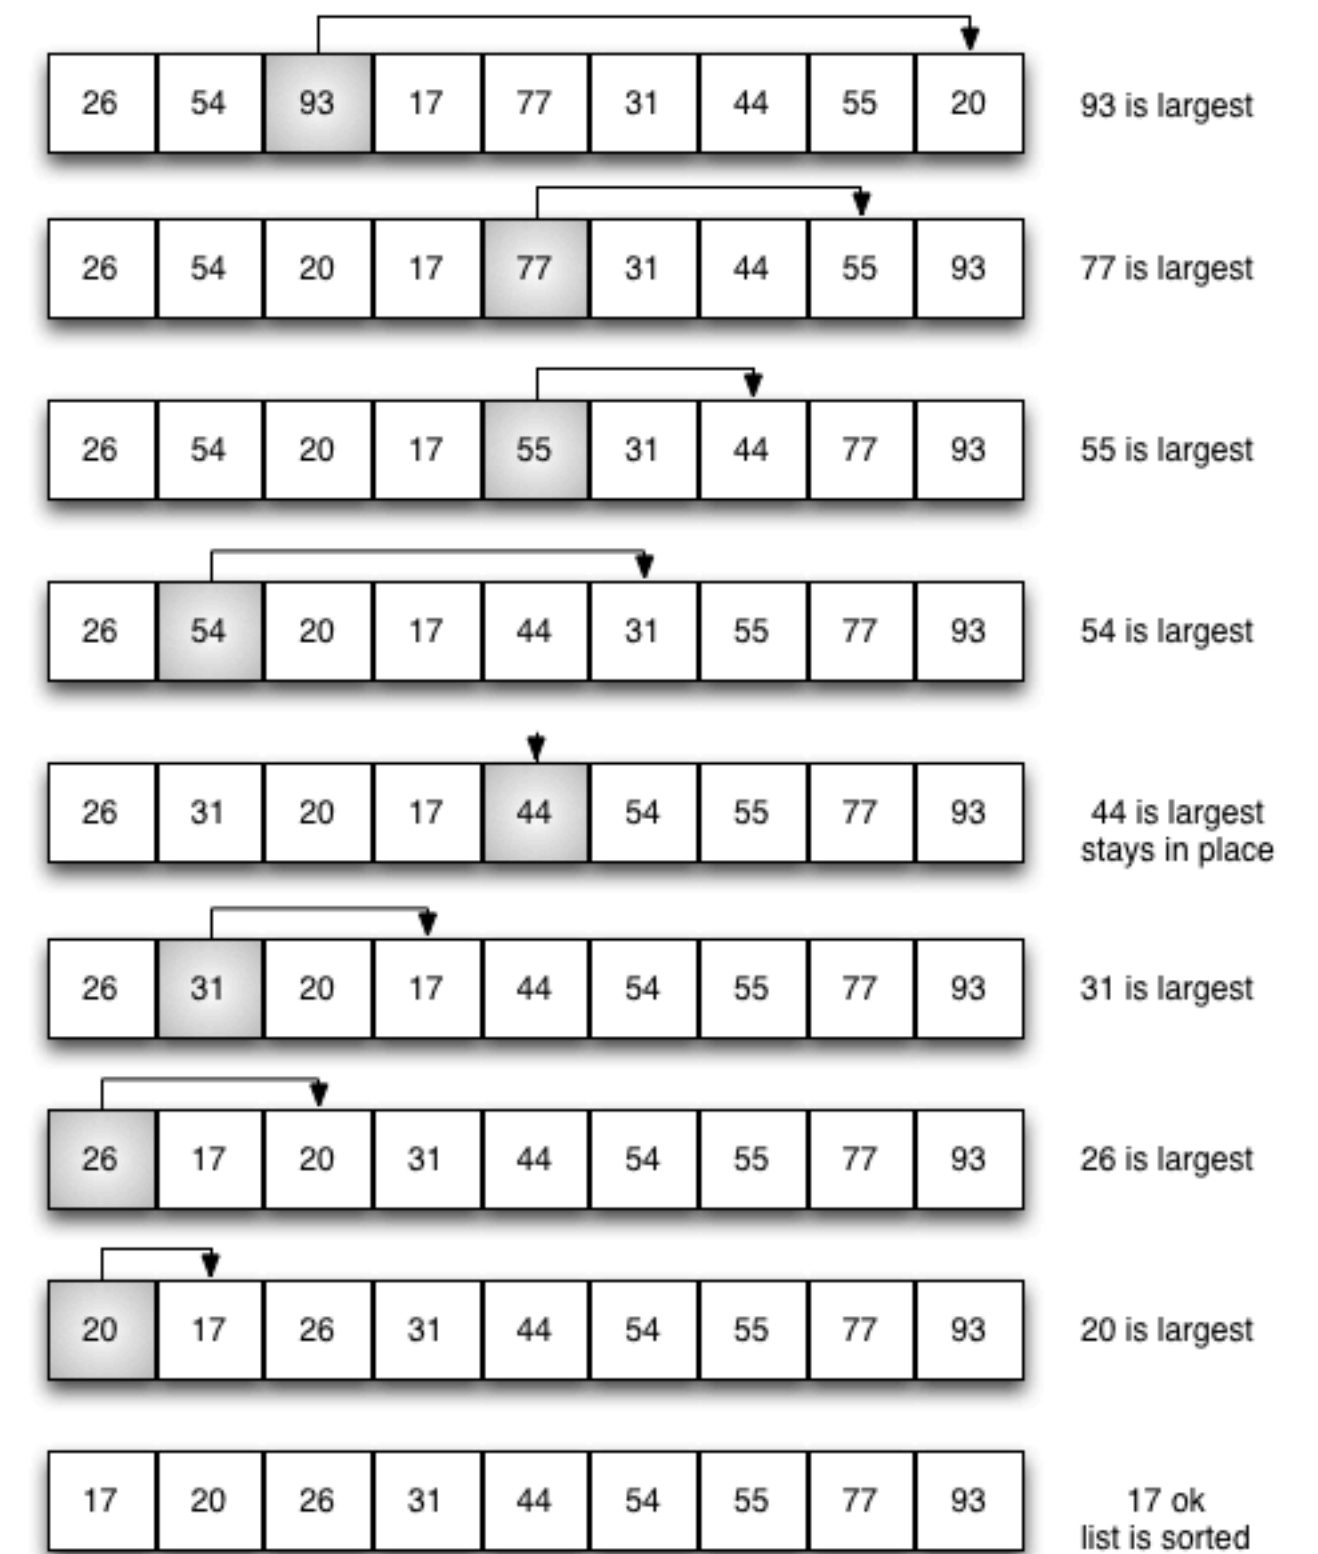 26 54 93 17 77 31 44 55 20 93 is largest
26 54 20 17 77 31 44 55 93 77 is largest
26 54 20 17 55 31 44 77 93 55 is largest
26 54 20 17 44 31 55 77 93 54 is largest
26 31 20 17 44 54 55 77 93 44 is largest
stays in place
26 31 20 17 44 54 55 77 93 31 is largest
26 17 20 31 44 54 55 77 93 26 is largest
20 17 26 31 44 54 55 77 93 20 is largest
17 20 26 31 44 54 55 77 93 17 ok
list is sorted